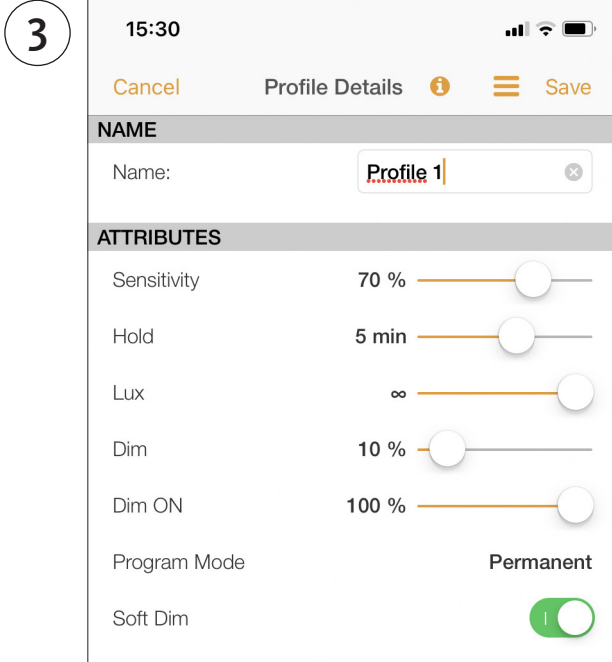 3
15:30
Cancel Profile Details Save
NAME
Name: Profile 1
ATTRIBUTES
Sensitivity 70 %
Hold 5 min
Lux ∞
Dim 10 %
Dim ON 100 %
Program Mode Permanent
Soft Dim